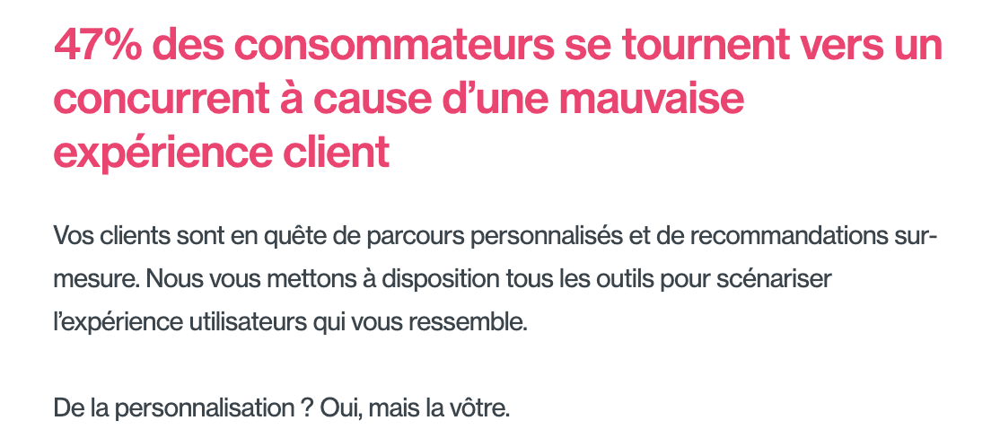 47% des consommateurs se tournent vers un
concurrent à cause d’une mauvaise
expérience client
Vos clients sont en quête de parcours personnalisés et de recommandations sur-
mesure. Nous vous mettons à disposition tous les outils pour scénariser
l’expérience utilisateurs qui vous ressemble.
De la personnalisation ? Oui, mais la vôtre.